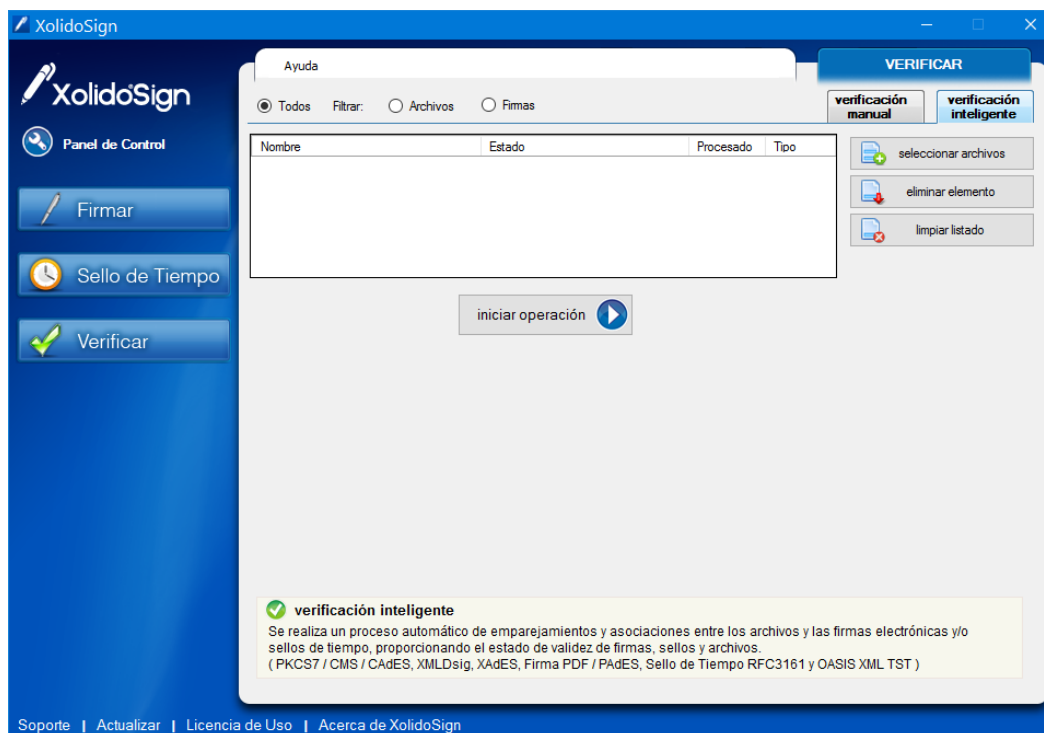 XolidoSign
XolidoSign
Panel de Control
Firmar
Sello de Tiempo
Verificar
Ayuda
VERIFICAR
Todos Filtrar: Archivos Firmas
verificación
manual
verificación
inteligente
Nombre Estado Procesado Tipo
seleccionar archivos
eliminar elemento
limpiar listado
iniciar operación
verificación inteligente
Se realiza un proceso automático de emparejamientos y asociaciones entre los archivos y las firmas electrónicas y/o
sellos de tiempo, proporcionando el estado de validez de firmas, sellos y archivos.
( PKCS7 / CMS / CAdES, XMLDsig, XAdES, Firma PDF / PAdES, Sello de Tiempo RFC3161 y OASIS XML TST )
Soporte | Actualizar | Licencia de Uso | Acerca de XolidoSign